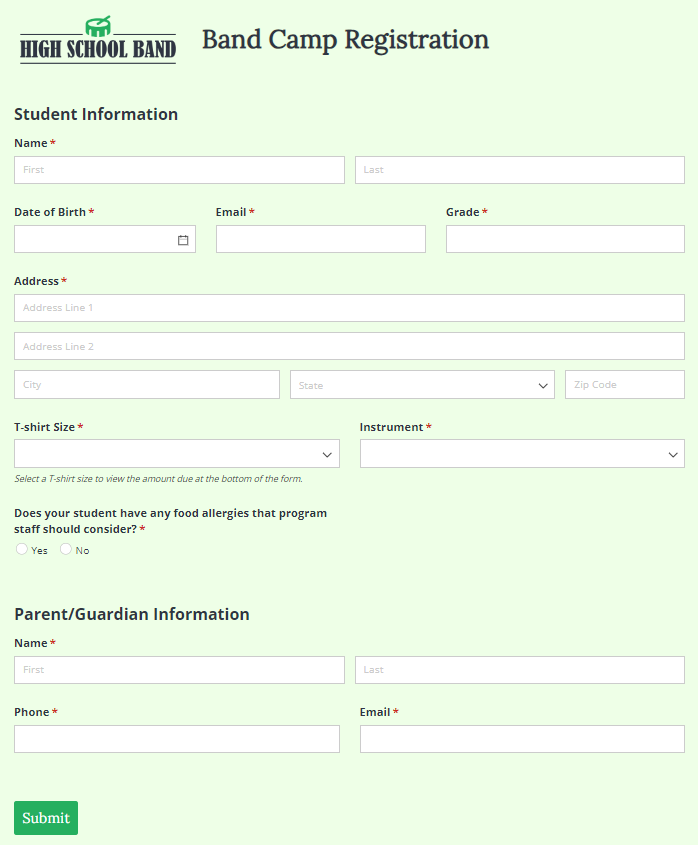 HIGH SCHOOL BAND
Band Camp Registration
Student Information
Name *
First
Last
Date of Birth *
Email *
Grade *
Address *
Address Line 1
Address Line 2
City
State
Zip Code
T-shirt Size *
Instrument *
Select a T-shirt size to view the amount due at the bottom of the form.
Does your student have any food allergies that program
staff should consider? *
Yes
No
Parent/Guardian Information
Name *
First
Last
Phone *
Email *
Submit